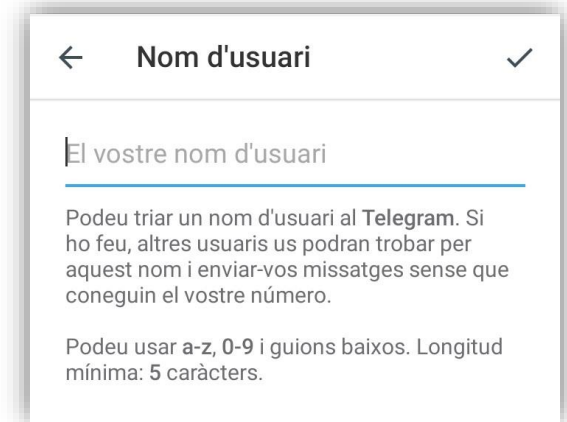 Nom d'usuari
El vostre nom d'usuari
Podeu triar un nom d'usuari al Telegram. Si
ho feu, altres usuaris us podran trobar per
aquest nom i enviar-vos missatges sense que
coneguin el vostre número.
Podeu usar a-z, 0-9 i guions baixos. Longitud
mínima: 5 caràcters.